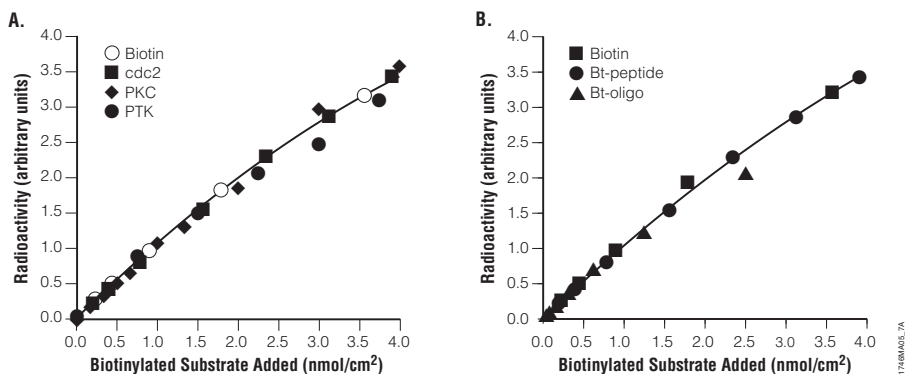 A.
Radioactivity (arbitrary units)
4.0
3.5
3.0
2.5
2.0
1.5
1.0
0.5
0.0
Biotin
cdc2
PKC
PTK
0.0 0.5 1.0 1.5 2.0 2.5 3.0 3.5 4.0
Biotinylated Substrate Added (nmol/cm2)
B.
Radioactivity (arbitrary units)
4.0
3.5
3.0
2.5
2.0
1.5
1.0
0.5
0.0
Biotin
Bt-peptide
Bt-oligo
0.0 0.5 1.0 1.5 2.0 2.5 3.0 3.5 4.0
Biotinylated Substrate Added (nmol/cm2)
1746MA05_7A